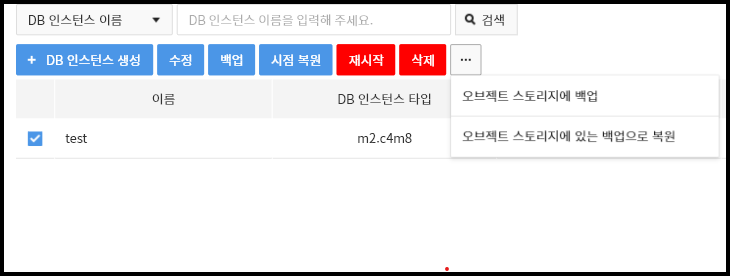 DB 인스턴스 이름 DB 인스턴스 이름을 입력해 주세요. 검색
+ DB 인스턴스 생성 수정 백업 시점 복원 재시작 삭제 ...
이름 DB 인스턴스 타입
오브젝트 스토리지에 백업
test m2.c4m8
오브젝트 스토리지에 있는 백업으로 복원